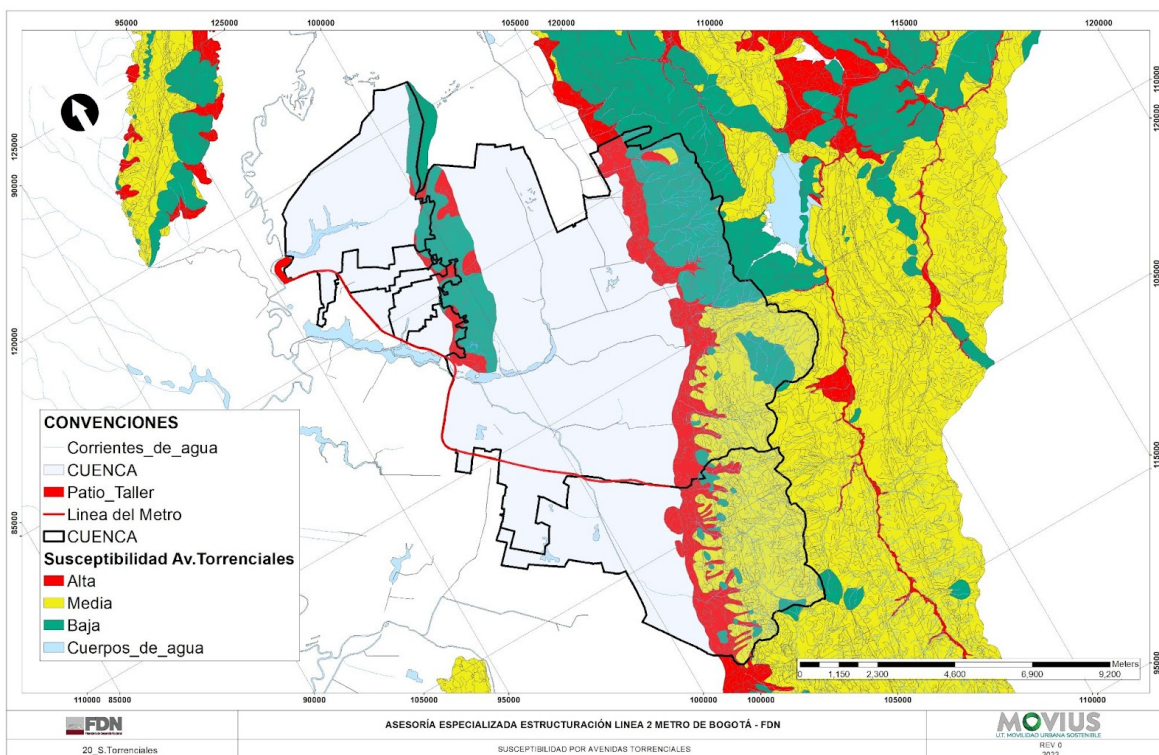 95000 125000 100000 105000 120000 110000 115000 120000
125000
90000
120000
85000
110000
120000
1050000
115000
95000
CONVENCIONES
Corrientes_de_agua
CUENCA
Patio_Taller
Linea del Metro
CUENCA
Susceptibilidad Av.Torrenciales
Alta
Media
Baja
Cuerpos_de_agua
Meters
0 1,150 2,300 4,600 6,900 9,200
110000 85000 90000 105000 95000 100000 100000 105000 110000
FDN
20_S.Torrenciales
ASESORÍA ESPECIALIZADA ESTRUCTURACIÓN LINEA 2 METRO DE BOGOTÁ - FDN
SUSCEPTIBILIDAD POR AVENIDAS TORRENCIALES
MOVIUS
U.T. MOVILIDAD URBANA SOSTENIBLE
REV 0
2023